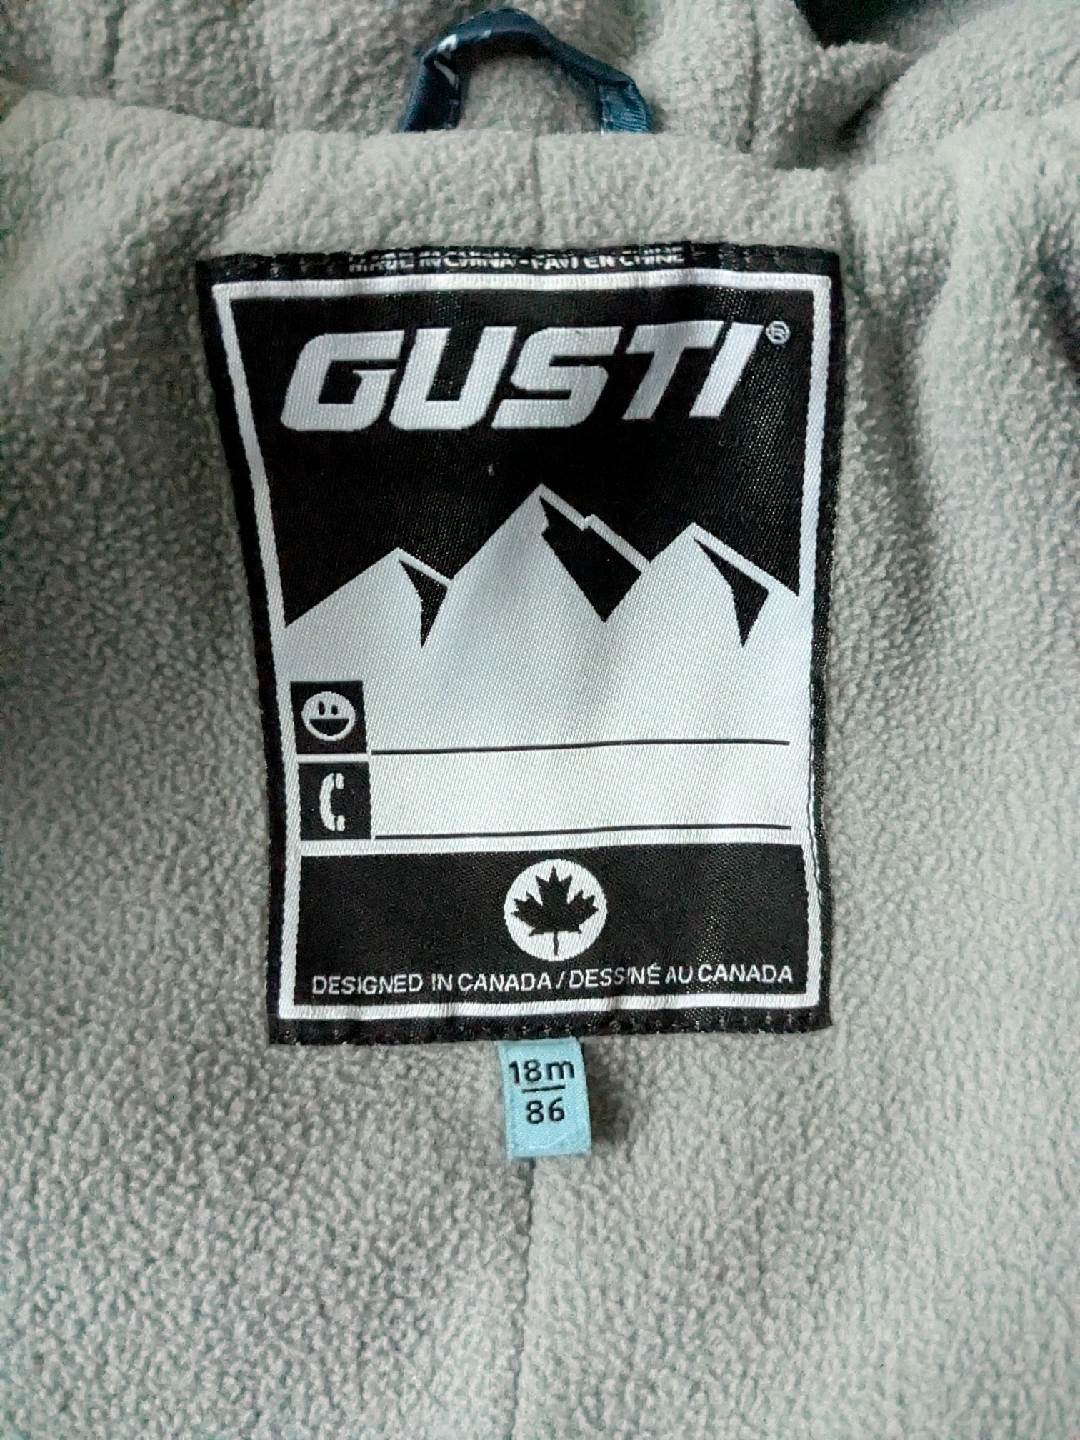 MADE IN CHINA - FAIT EN CHINE
GUSTI®
DESIGNED IN CANADA / DESSINÉ AU CANADA
18m
86